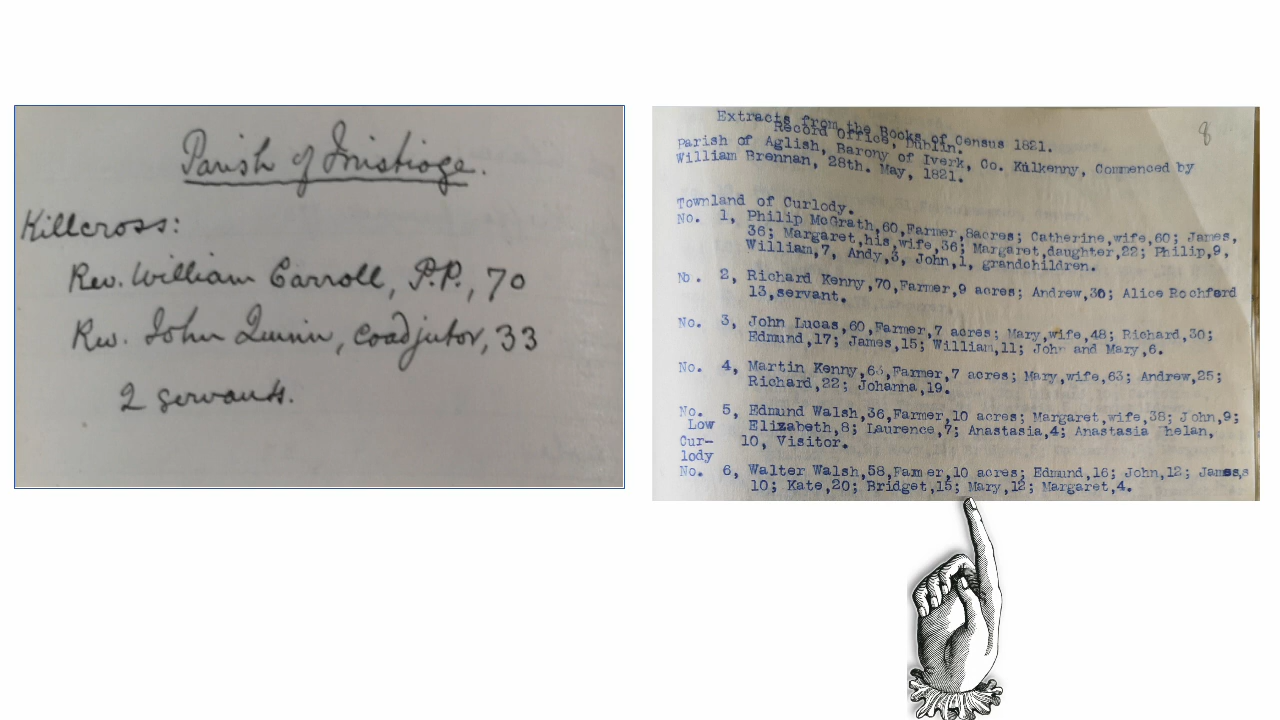 Parish of Inistioge.
Killcross:
Rev. William Carroll, P.P., 70
Rev. John Quinn, coadjutor, 33
2 servants.
8
Extracts from the Books of Census 1821.
Record Office, Dublin.
Parish of Aglish, Barony of Iverk, Co. Kilkenny, Commenced by
William Brennan, 28th. May, 1821.
Townland of Curlody.
No. 1, Philip McGrath,60,Farmer,8acres; Catherine,wife,60; James,
36; Margaret,his wife,36; Margaret,daughter,22; Philip,9,
William,7, Andy,3, John,1, grandchildren.
No. 2, Richard Kenny,70,Farmer,9 acres; Andrew,30; Alice Rochford
13,servant.
No. 3, John Lucas,60,Farmer,7 acres; Mary,wife,48; Richard,30;
Edmund,17; James,15; William,11; John and Mary,6.
No. 4, Martin Kenny,63,Farmer,7 acres; Mary,wife,63; Andrew,25;
Richard,22; Johanna,19.
No. 5, Edmund Walsh,36,Farmer,10 acres; Margaret,wife,38; John,9;
Low Elizabeth,8; Laurence,7; Anastasia,4; Anastasia helan,
Cur- 10, Visitor.
lody
No. 6, Walter Walsh,58,Famer,10 acres; Edmund,16; John,12; James,
10; Kate,20; Bridget,15; Mary,12; Margaret,4.